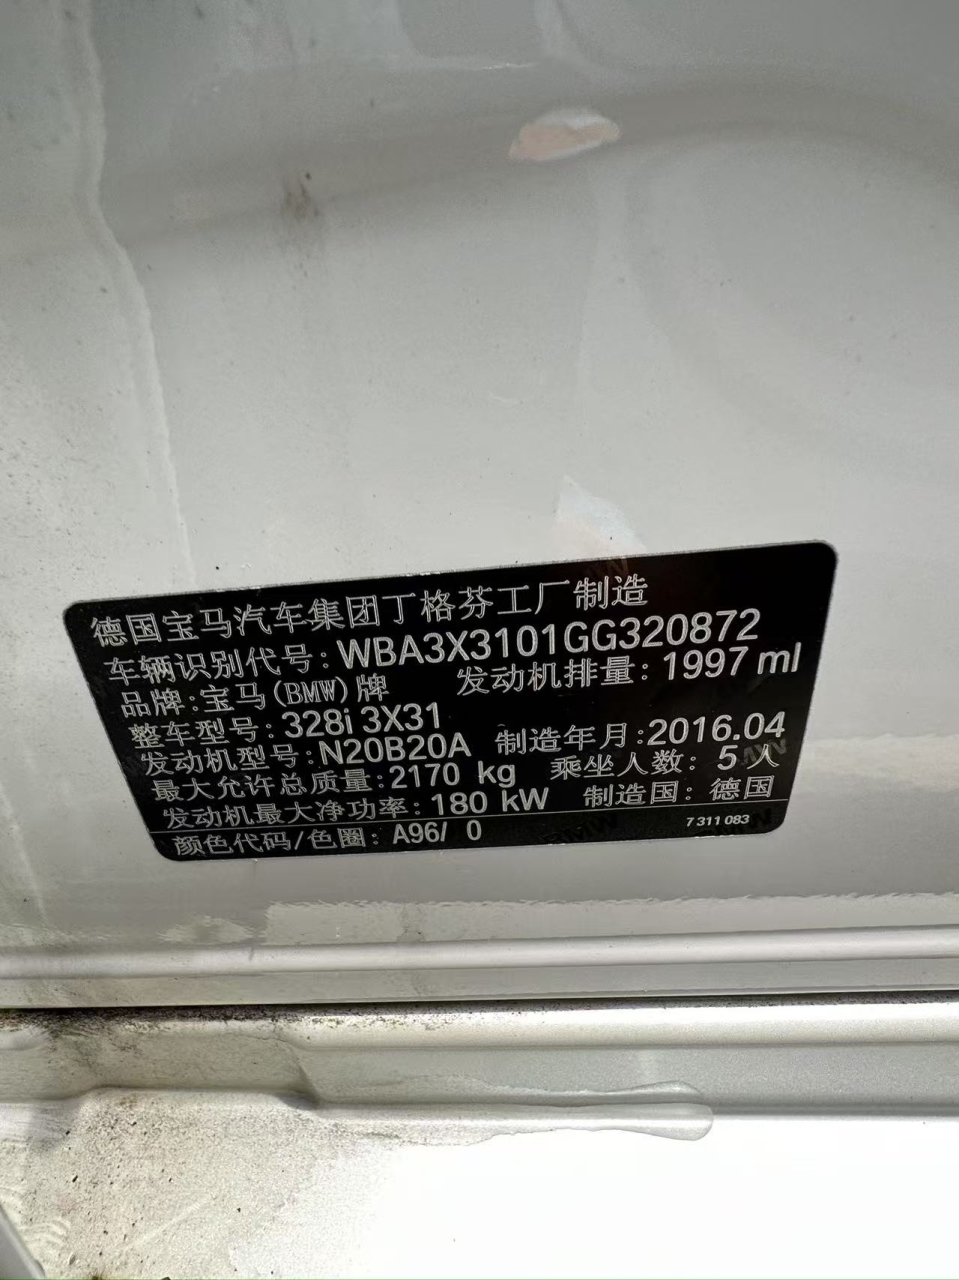 德国宝马汽车集团丁格芬工厂制造
车辆识别代号: WBA3X3101GG320872
品牌:宝马(BMW)牌 发动机排量: 1997 ml
整车型号: 328i 3X31
发动机型号: N20B20A 制造年月:2016.04
最大允许总质量:2170 kg 乘坐人数: 5人
发动机最大净功率: 180 kW 制造国: 德国
颜色代码/色圈: A96/ 0 7 311 083
BMW